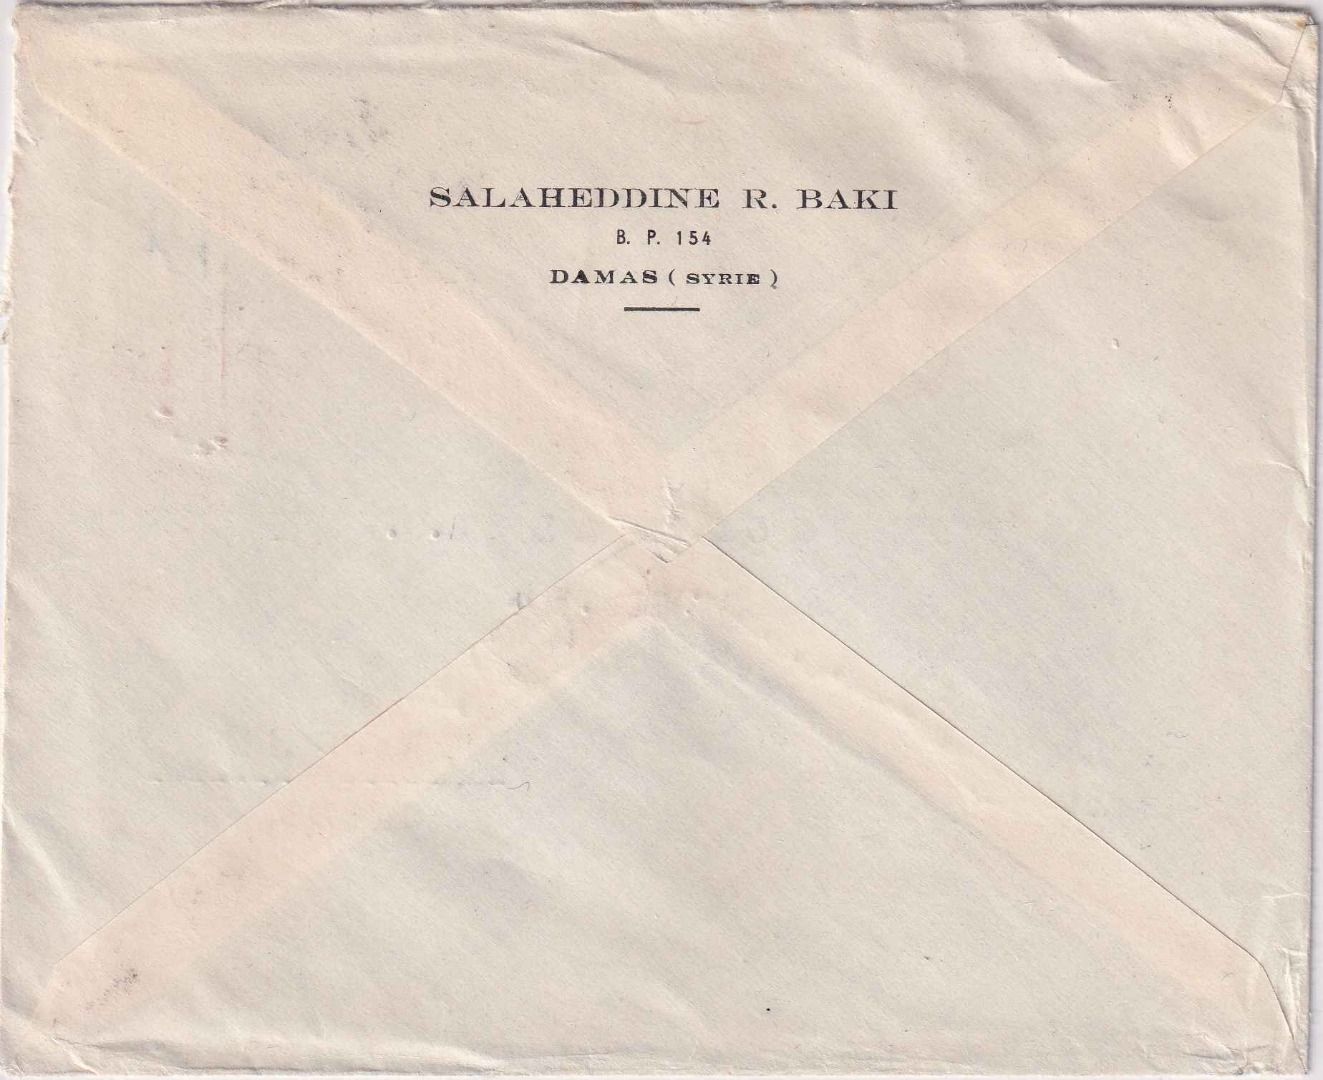 SALAHEDDINE R. BAKI
B. P. 154
DAMAS ( SYRIE )